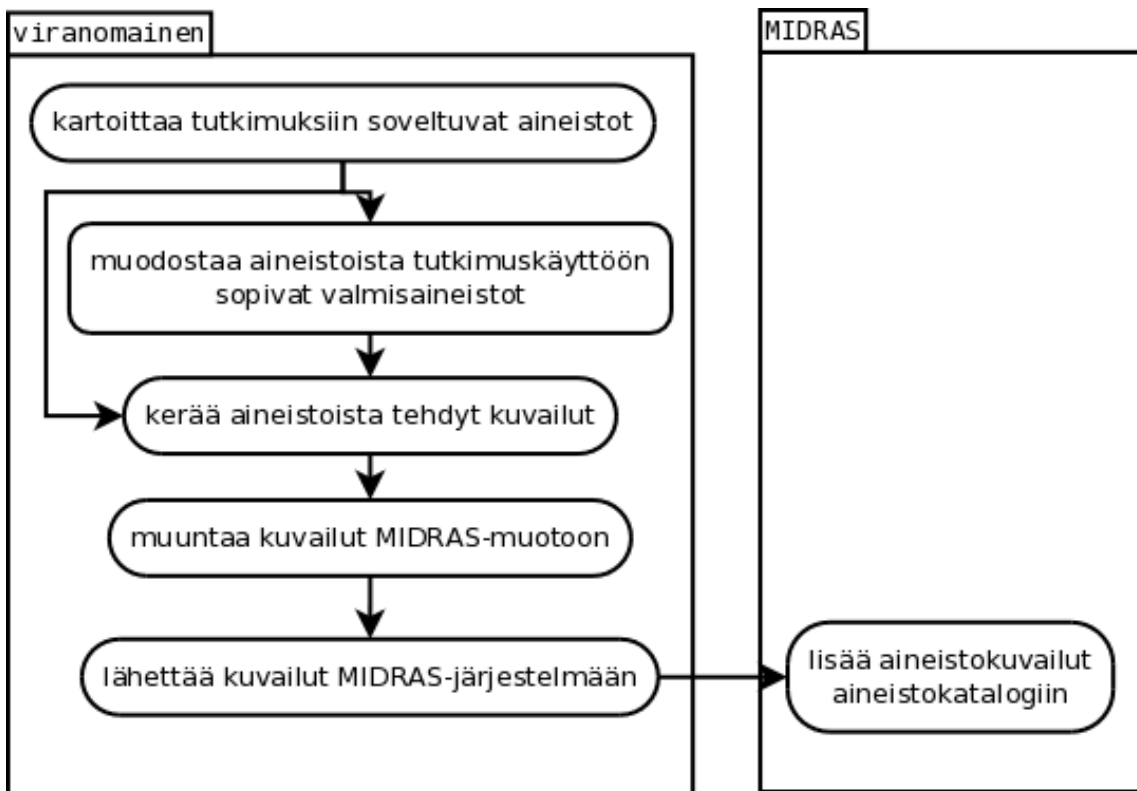 viranomainen
kartoittaa tutkimuksiin soveltuvat aineistot
muodostaa aineistoista tutkimuskäyttöön
sopivat valmisaineistot
kerää aineistoista tehdyt kuvailut
muuntaa kuvailut MIDRAS-muotoon
lähettää kuvailut MIDRAS-järjestelmään
MIDRAS
lisää aineistokuvailut
aineistokatalogiin